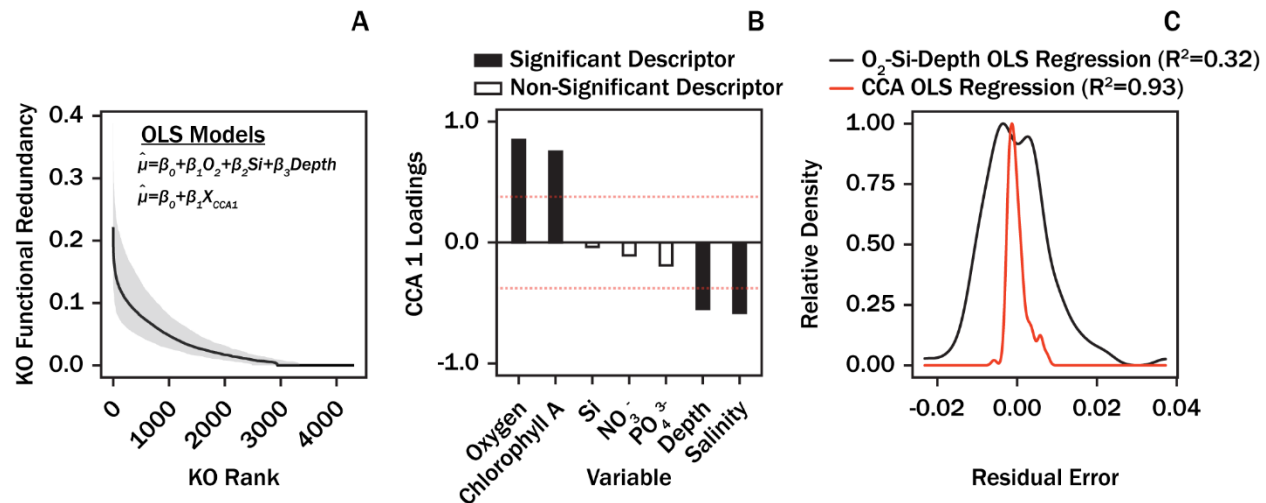 A
KO Functional Redundancy
0.4
0.3
0.2
0.1
0.0
OLS Models
μ̂=β₀+β₁O₂+β₂Si+β₃Depth
μ̂=β₀+β₁X_CCA1
0
1000
2000
3000
4000
KO Rank
B
Significant Descriptor
Non-Significant Descriptor
CCA 1 Loadings
1.0
0.0
-1.0
Oxygen
Chlorophyll A
Si
NO₃⁻
PO₄³⁻
Depth
Salinity
Variable
C
O₂-Si-Depth OLS Regression (R²=0.32)
CCA OLS Regression (R²=0.93)
Relative Density
1.00
0.75
0.50
0.25
0.00
-0.02
0.00
0.02
0.04
Residual Error